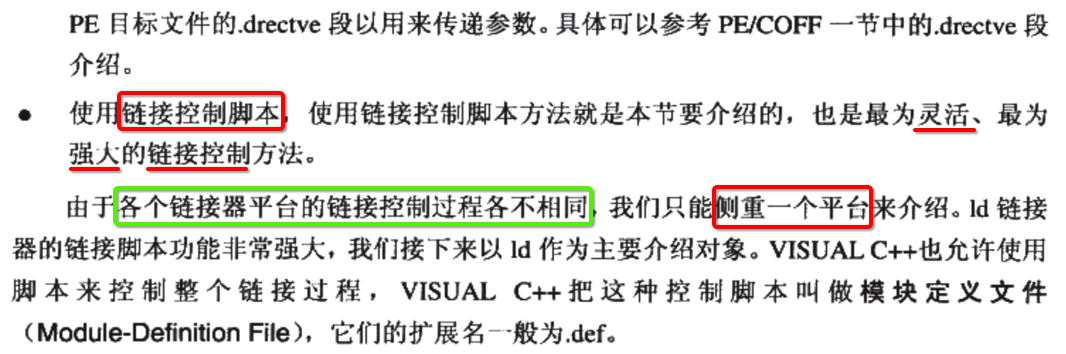 PE 目标文件的.drectve 段以用来传递参数。具体可以参考 PE/COFF 一节中的.drectve 段
介绍。
● 使用链接控制脚本，使用链接控制脚本方法就是本节要介绍的，也是最为灵活、最为
强大的链接控制方法。
由于各个链接器平台的链接控制过程各不相同，我们只能侧重一个平台来介绍。ld 链接
器的链接脚本功能非常强大，我们接下来以 ld 作为主要介绍对象。VISUAL C++也允许使用
脚本来控制整个链接过程，VISUAL C++把这种控制脚本叫做模块定义文件
（Module-Definition File），它们的扩展名一般为.def。